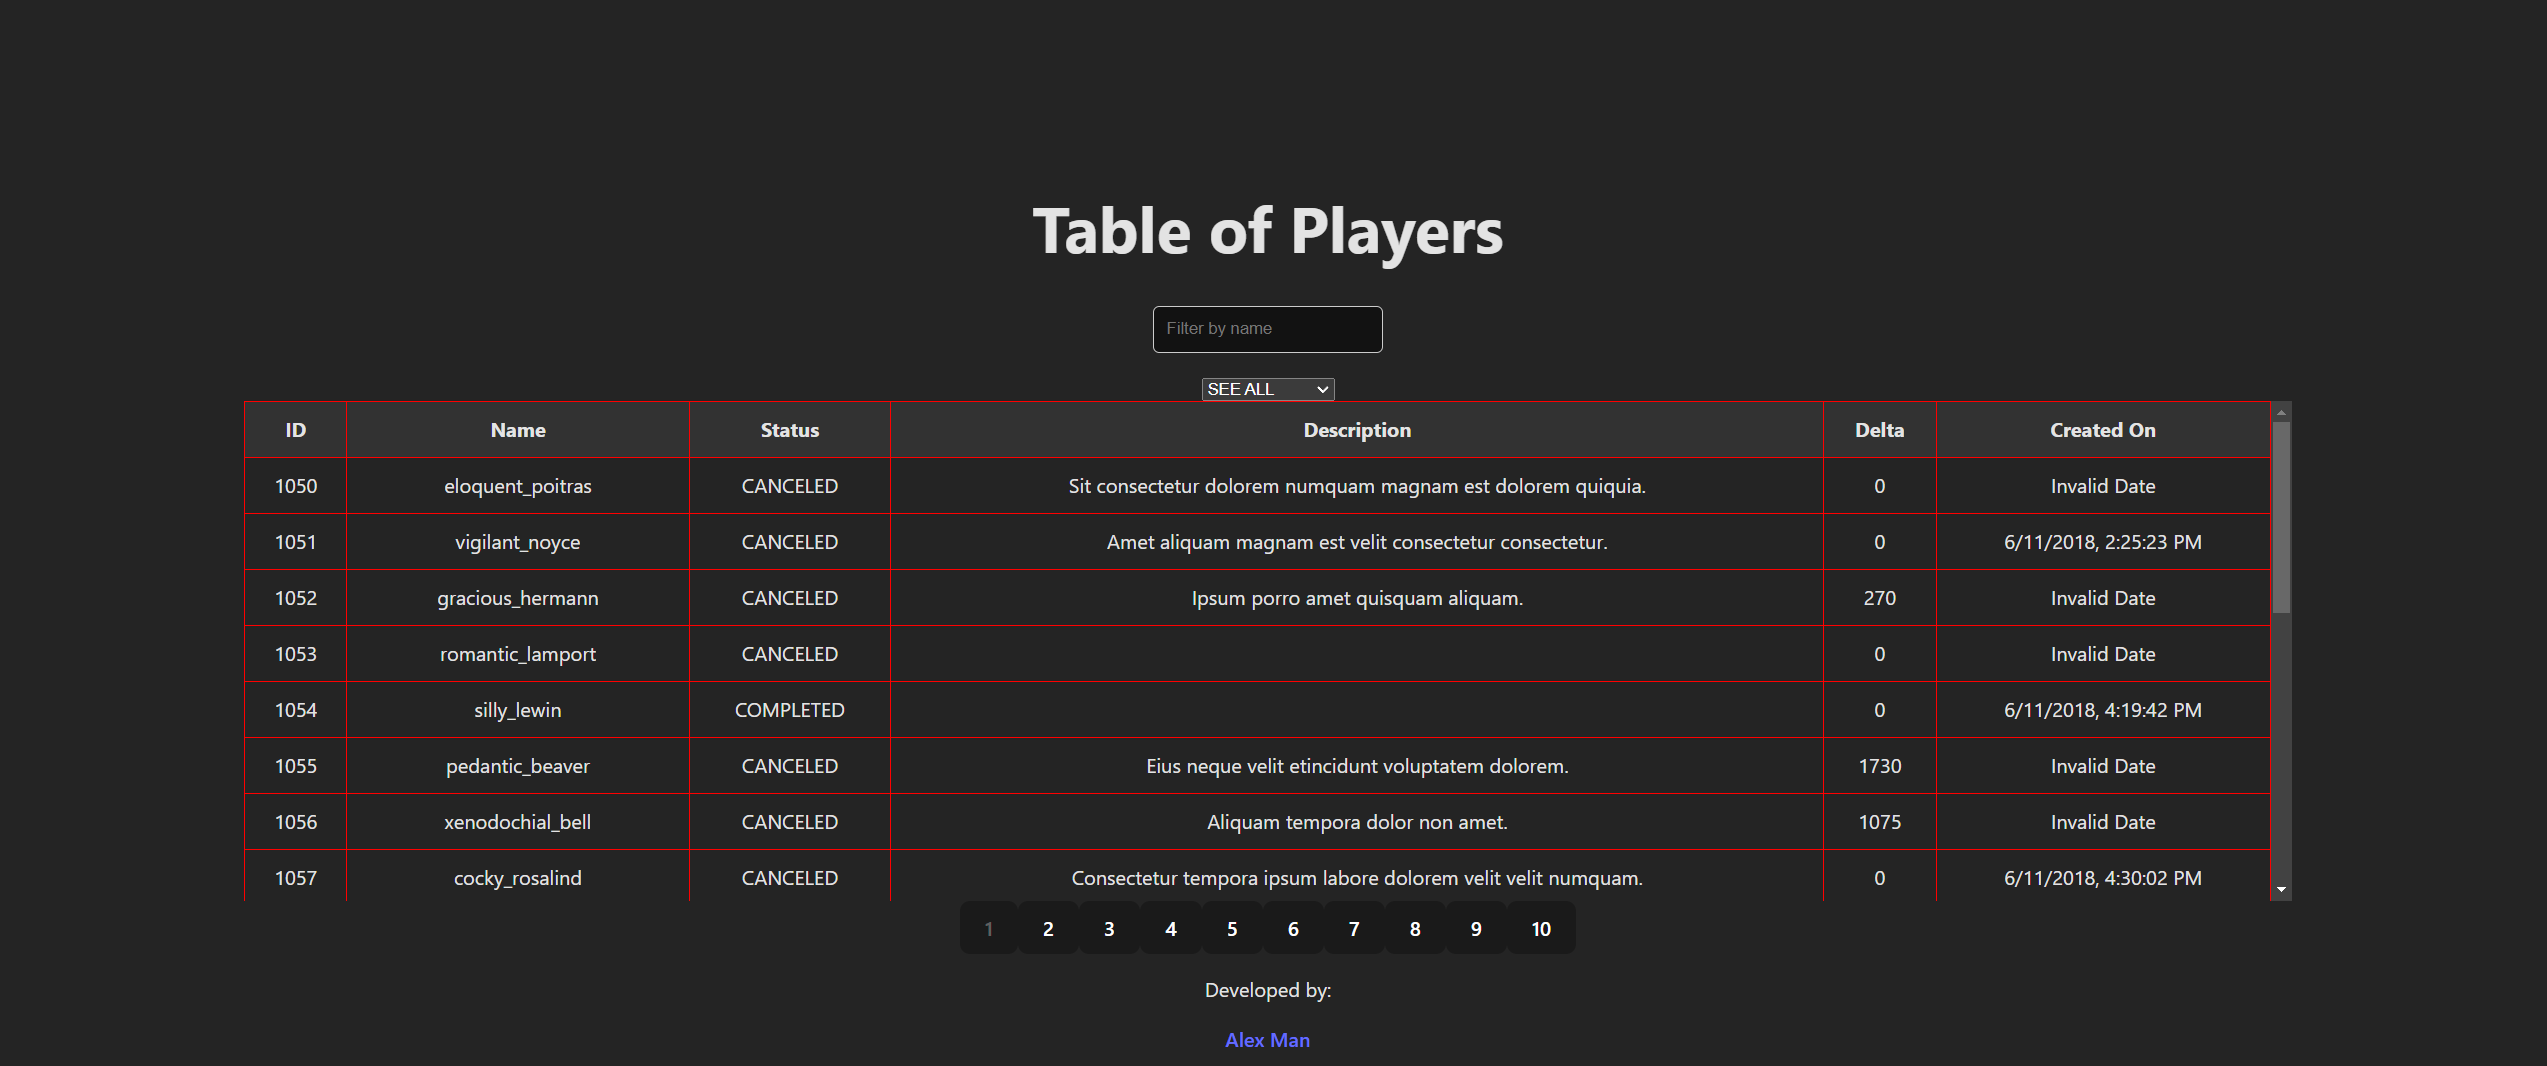 Table of Players
Filter by name
SEE ALL
ID Name Status Description Delta Created On
1050 eloquent_poitras CANCELED Sit consectetur dolorem numquam magnam est dolorem quiquia. 0 Invalid Date
1051 vigilant_noyce CANCELED Amet aliquam magnam est velit consectetur consectetur. 0 6/11/2018, 2:25:23 PM
1052 gracious_hermann CANCELED Ipsum porro amet quisquam aliquam. 270 Invalid Date
1053 romantic_lamport CANCELED 0 Invalid Date
1054 silly_lewin COMPLETED 0 6/11/2018, 4:19:42 PM
1055 pedantic_beaver CANCELED Eius neque velit etincidunt voluptatem dolorem. 1730 Invalid Date
1056 xenodochial_bell CANCELED Aliquam tempora dolor non amet. 1075 Invalid Date
1057 cocky_rosalind CANCELED Consectetur tempora ipsum labore dolorem velit velit numquam. 0 6/11/2018, 4:30:02 PM
1 2 3 4 5 6 7 8 9 10
Developed by:
Alex Man